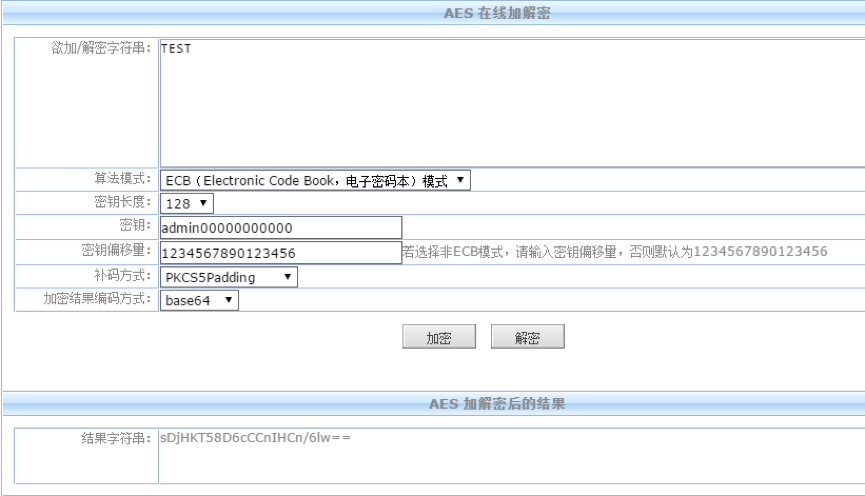 AES 在线加解密
欲加/解密字符串: TEST
算法模式: ECB（Electronic Code Book，电子密码本）模式
密钥长度: 128
密钥: admin00000000000
密钥偏移量: 1234567890123456 若选择非ECB模式，请输入密钥偏移量，否则默认为1234567890123456
补码方式: PKCS5Padding
加密结果编码方式: base64
加密 解密
AES 加解密后的结果
结果字符串: sDjHKT58D6cCCnIHCn/6lw==